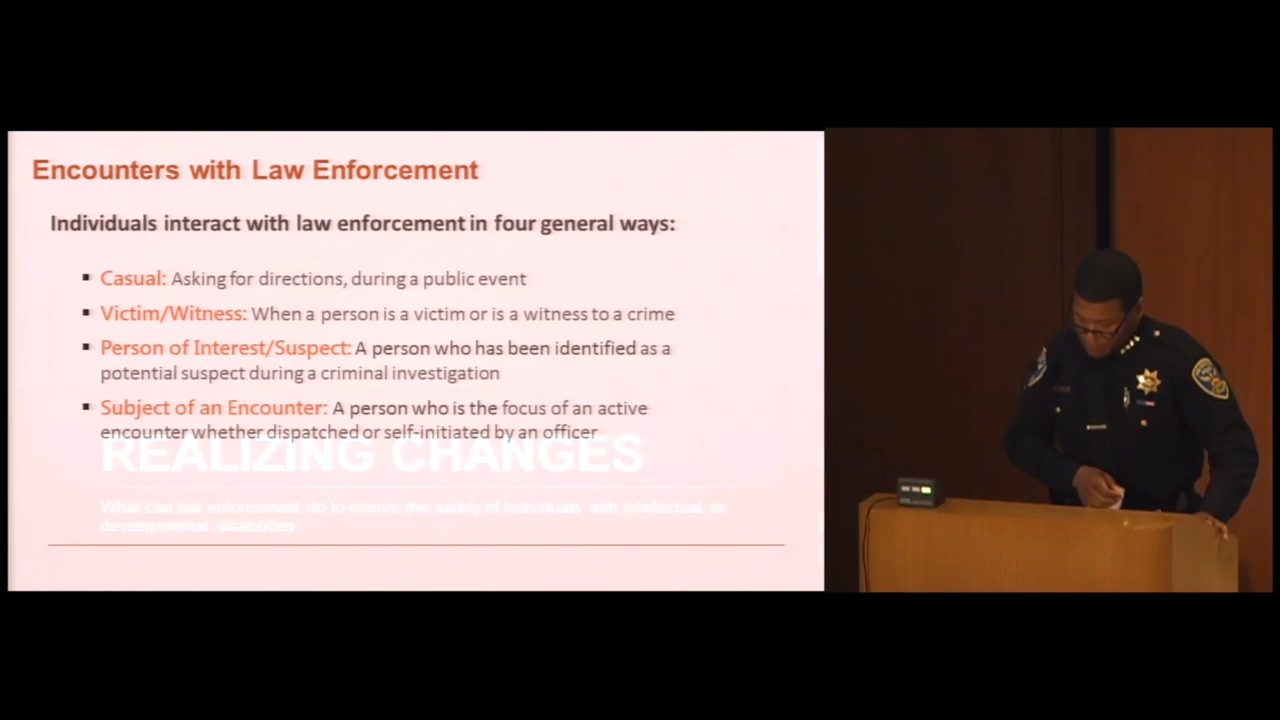 Encounters with Law Enforcement
Individuals interact with law enforcement in four general ways:
▪ Casual: Asking for directions, during a public event
▪ Victim/Witness: When a person is a victim or is a witness to a crime
▪ Person of Interest/Suspect: A person who has been identified as a
potential suspect during a criminal investigation
▪ Subject of an Encounter: A person who is the focus of an active
encounter whether dispatched or self-initiated by an officer
REALIZING CHANGES
What can law enforcement do to ensure the safety of individuals with intellectual or
developmental disabilities